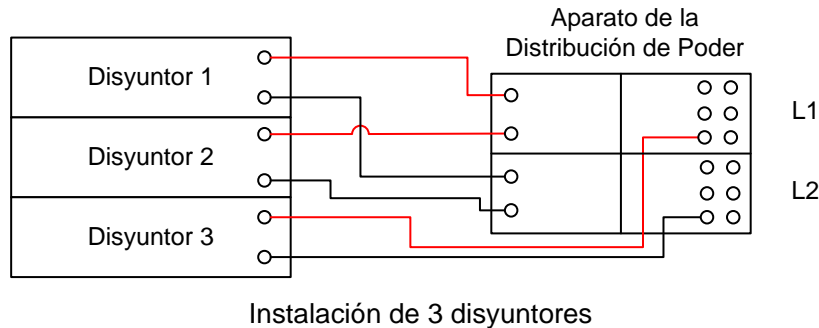 Aparato de la
Distribución de Poder
Disyuntor 1
L1
Disyuntor 2
L2
Disyuntor 3
Instalación de 3 disyuntores